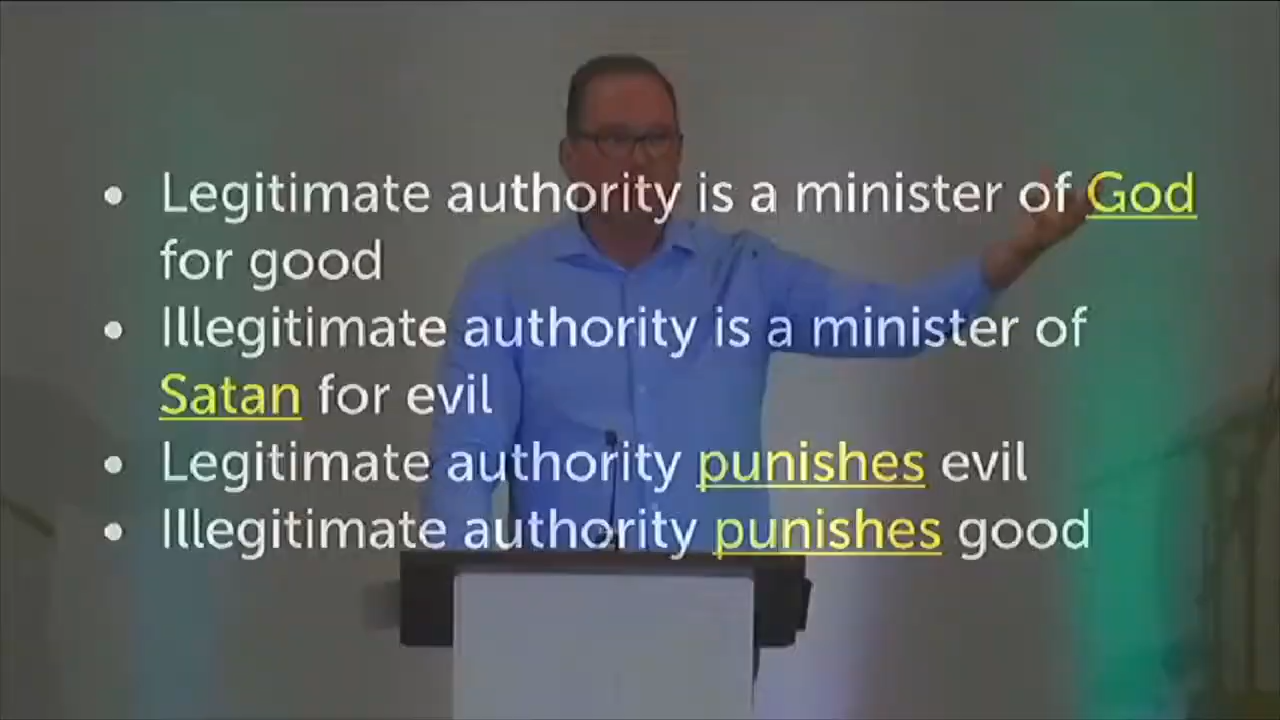 • Legitimate authority is a minister of God
for good
• Illegitimate authority is a minister of
Satan for evil
• Legitimate authority punishes evil
• Illegitimate authority punishes good